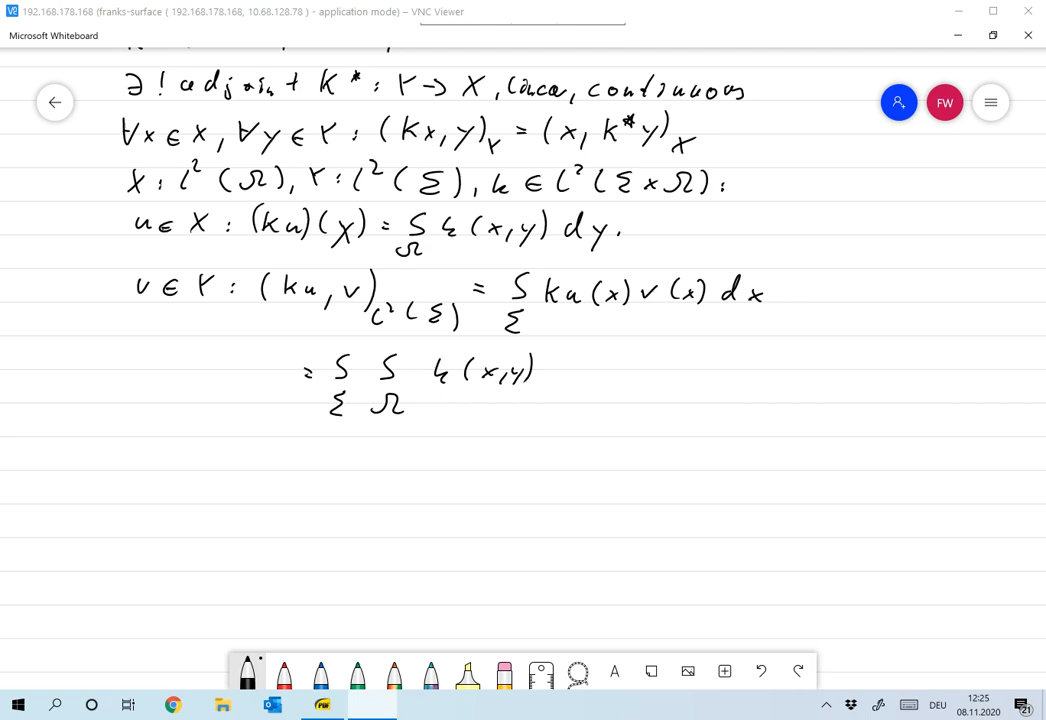 192.168.178.168 (franks-surface ( 192.168.178.168, 10.68.128.78 ) - application mode) – VNC Viewer
Microsoft Whiteboard
∃! adjoint K* : Y → X, linear, continuous
∀x ∈ X, ∀y ∈ Y : (Kx, y)_Y = (x, K*y)_X
X : L²(Ω), Y : L²(Σ), k ∈ L²(Σ × Ω) :
u ∈ X : (Ku)(x) = ∫_Ω k(x,y) dy.
v ∈ Y : (Ku, v)_{L²(Σ)} = ∫_Σ Ku(x) v(x) dx
= ∫_Σ ∫_Ω k(x,y)
FW
A
DEU
12:25
08.11.2020
21